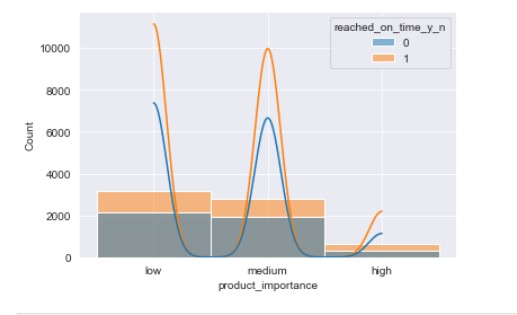 reached_on_time_y_n
0
1
10000
8000
6000
4000
2000
0
Count
low medium high
product_importance